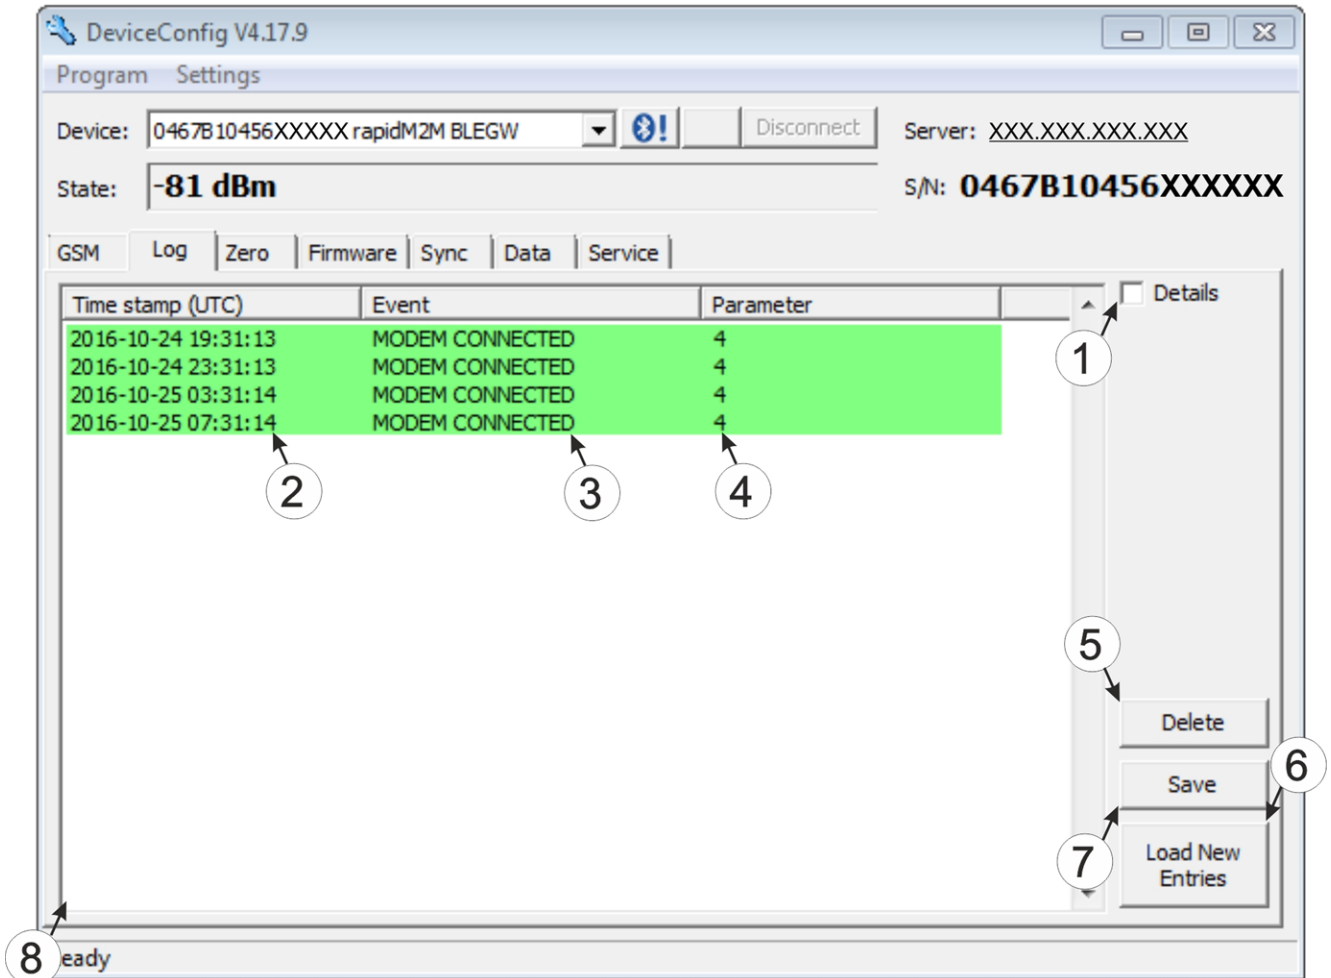 DeviceConfig V4.17.9
Program Settings
Device: 0467B10456XXXXX rapidM2M BLEGW Disconnect Server: XXX.XXX.XXX.XXX
State: -81 dBm S/N: 0467B10456XXXXXX
GSM Log Zero Firmware Sync Data Service
Time stamp (UTC) Event Parameter Details
2016-10-24 19:31:13 MODEM CONNECTED 4
1
2016-10-24 23:31:13 MODEM CONNECTED 4
2016-10-25 03:31:14 MODEM CONNECTED 4
2016-10-25 07:31:14 MODEM CONNECTED 4
2 3 4
5
Delete
6
Save
7
Load New
Entries
8 eady